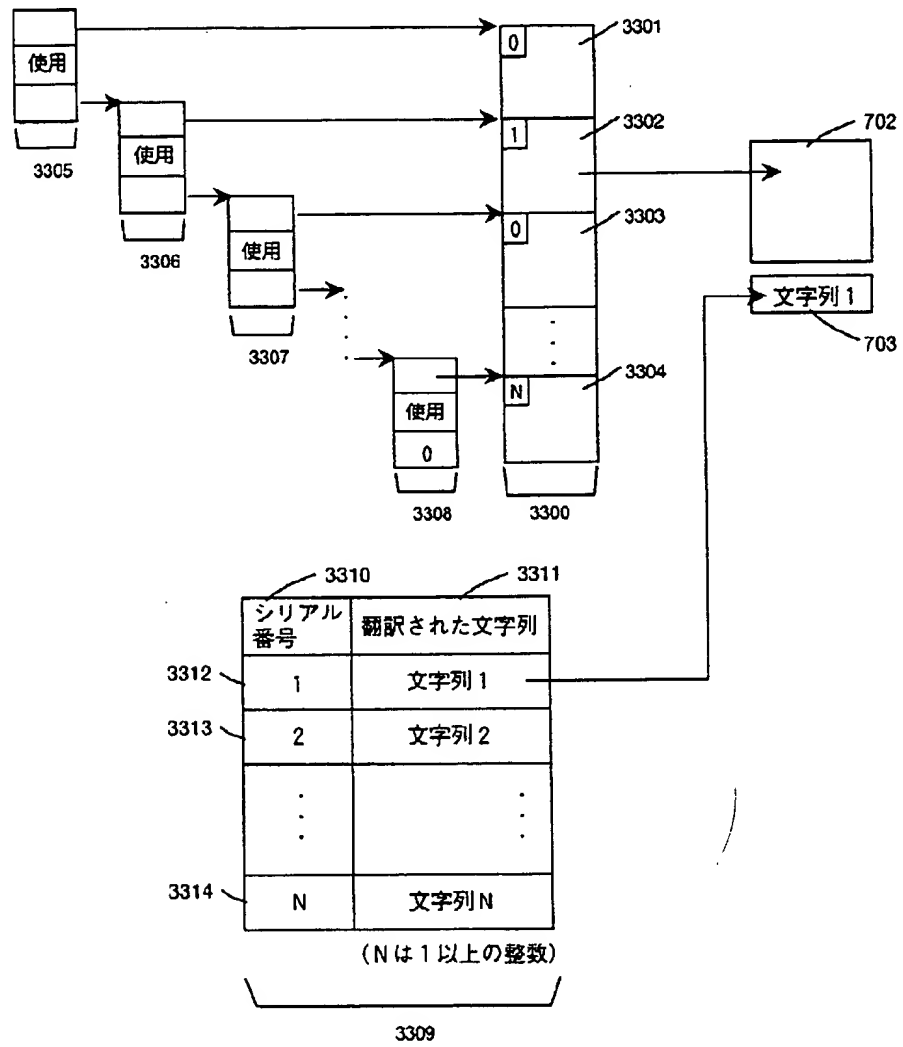 0
3301
使用
1
3302
702
3305
使用
0
3303
3306
使用
文字列1
703
3307
N
3304
使用
0
3308
3300
3310
3311
シリアル
番号
翻訳された文字列
3312
1
文字列1
3313
2
文字列2
3314
N
文字列N
(Nは1以上の整数)
3309